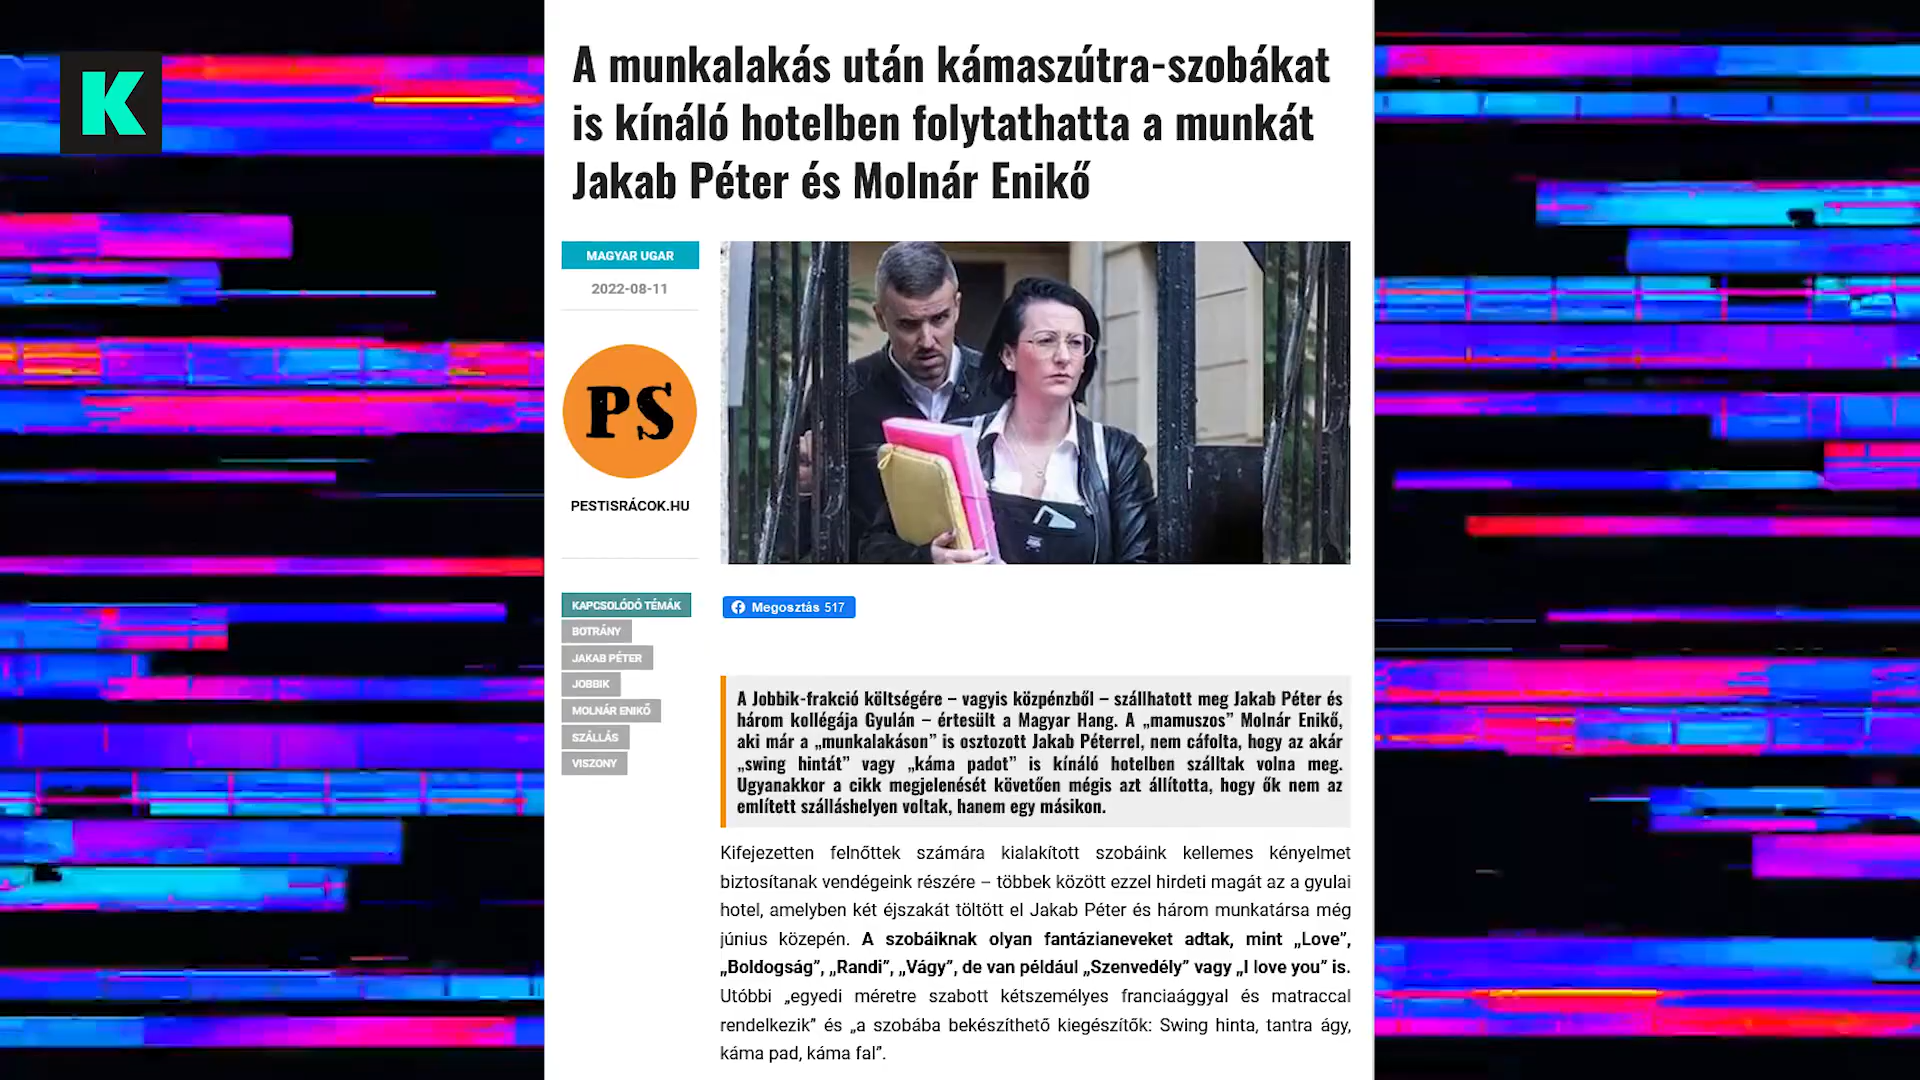 K
A munkalakás után kámaszútra-szobákat
is kínáló hotelben folytathatta a munkát
Jakab Péter és Molnár Enikő
MAGYAR UGAR
2022-08-11
PS
PESTISRÁCOK.HU
KAPCSOLÓDÓ TÉMÁK
BOTRÁNY
JAKAB PÉTER
JOBBIK
MOLNÁR ENIKŐ
SZÁLLÁS
VISZONY
Megosztás 517
A Jobbik-frakció költségére – vagyis közpénzből – szállhatott meg Jakab Péter és
három kollégája Gyulán – értesült a Magyar Hang. A „mamuszos” Molnár Enikő,
aki már a „munkalakáson” is osztozott Jakab Péterrel, nem cáfolta, hogy az akár
„swing hintát” vagy „káma padot” is kínáló hotelben szálltak volna meg.
Ugyanakkor a cikk megjelenését követően mégis azt állította, hogy ők nem az
említett szálláshelyen voltak, hanem egy másikon.
Kifejezetten felnőttek számára kialakított szobáink kellemes kényelmet
biztosítanak vendégeink részére – többek között ezzel hirdeti magát az a gyulai
hotel, amelyben két éjszakát töltött el Jakab Péter és három munkatársa még
június közepén. A szobáiknak olyan fantázianeveket adtak, mint „Love”,
„Boldogság”, „Randi”, „Vágy”, de van például „Szenvedély” vagy „I love you” is.
Utóbbi „egyedi méretre szabott kétszemélyes franciaággyal és matraccal
rendelkezik” és „a szobába bekészíthető kiegészítők: Swing hinta, tantra ágy,
káma pad, káma fal”.